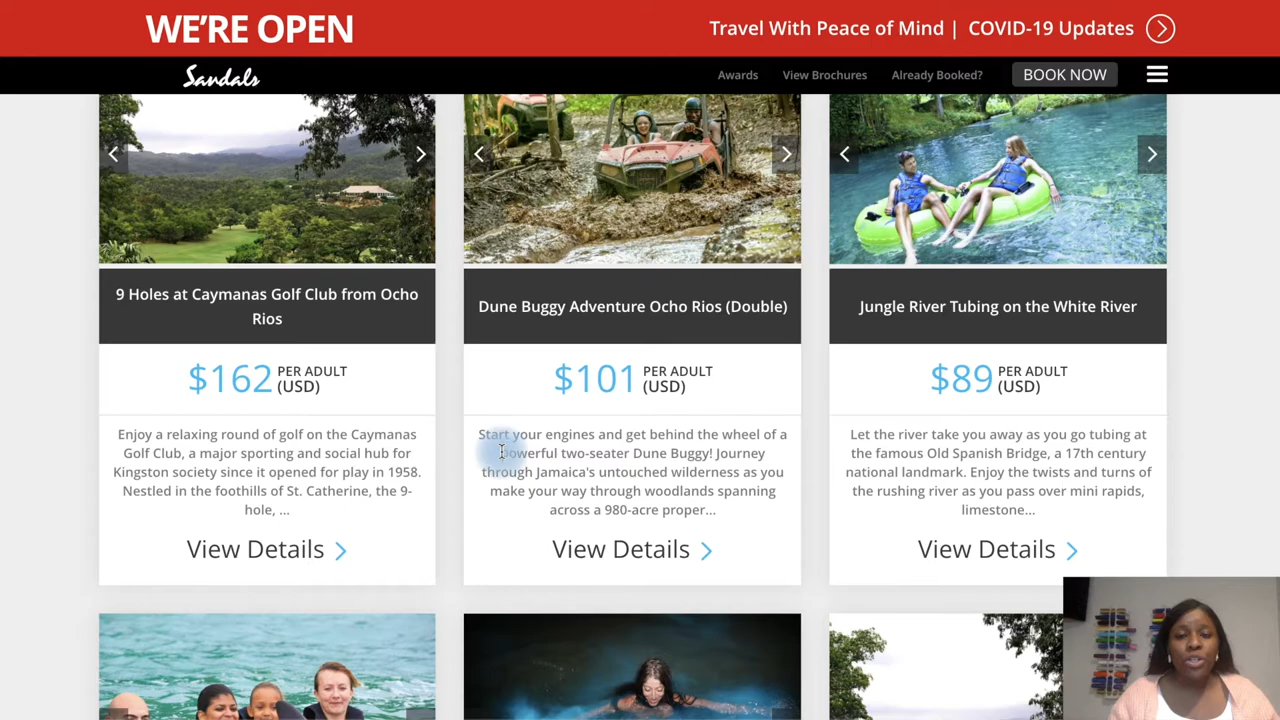 WE'RE OPEN
Travel With Peace of Mind | COVID-19 Updates
Sandals
Awards
View Brochures
Already Booked?
BOOK NOW
9 Holes at Caymanas Golf Club from Ocho
Rios
$162 PER ADULT
(USD)
Enjoy a relaxing round of golf on the Caymanas
Golf Club, a major sporting and social hub for
Kingston society since it opened for play in 1958.
Nestled in the foothills of St. Catherine, the 9-
hole, ...
View Details
Dune Buggy Adventure Ocho Rios (Double)
$101 PER ADULT
(USD)
Start your engines and get behind the wheel of a
powerful two-seater Dune Buggy! Journey
through Jamaica's untouched wilderness as you
make your way through woodlands spanning
across a 980-acre proper...
View Details
Jungle River Tubing on the White River
$89 PER ADULT
(USD)
Let the river take you away as you go tubing at
the famous Old Spanish Bridge, a 17th century
national landmark. Enjoy the twists and turns of
the rushing river as you pass over mini rapids,
limestone...
View Details